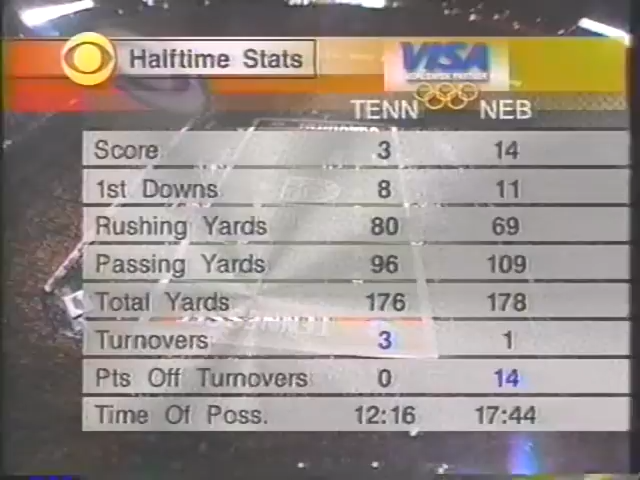 Halftime Stats
VISA
WORLDWIDE PARTNER
TENN NEB
Score 3 14
1st Downs 8 11
Rushing Yards 80 69
Passing Yards 96 109
Total Yards 176 178
Turnovers 3 1
Pts Off Turnovers 0 14
Time Of Poss. 12:16 17:44